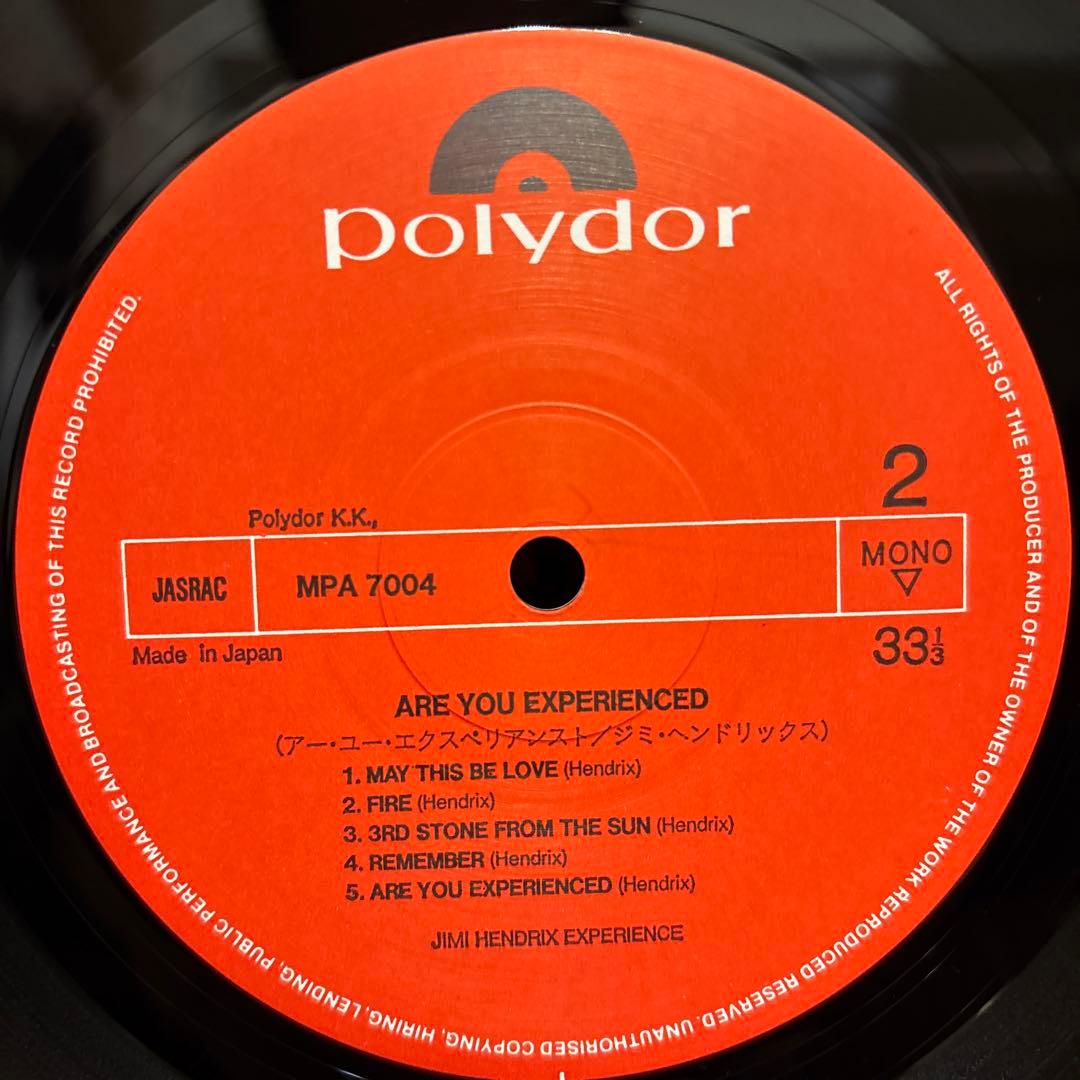 polydor
ALL RIGHTS OF THE PRODUCER AND OF THE OWNER OF THE WORK REPRODUCED RESERVED. UNAUTHORISED COPYING, HIRING, LENDING, PUBLIC PERFORMANCE AND BROADCASTING OF THIS RECORD PROHIBITED.
2
Polydor K.K.,
JASRAC MPA 7004 MONO
Made in Japan 33⅓
ARE YOU EXPERIENCED
(アー・ユー・エクスペリアンスト/ジミ・ヘンドリックス)
1. MAY THIS BE LOVE (Hendrix)
2. FIRE (Hendrix)
3. 3RD STONE FROM THE SUN (Hendrix)
4. REMEMBER (Hendrix)
5. ARE YOU EXPERIENCED (Hendrix)
JIMI HENDRIX EXPERIENCE